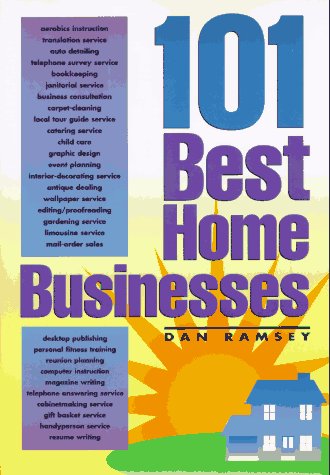 aerobics instruction
translation service
auto detailing
telephone survey service
bookkeeping
janitorial service
business consultation
carpet-cleaning
local tour guide service
catering service
child care
graphic design
event planning
interior-decorating service
antique dealing
wallpaper service
editing/proofreading
gardening service
limousine service
mail-order sales
101
Best
Home
Businesses
DAN RAMSEY
desktop publishing
personal fitness training
reunion planning
computer instruction
magazine writing
telephone answering service
cabinetmaking service
gift basket service
handyperson service
resume writing